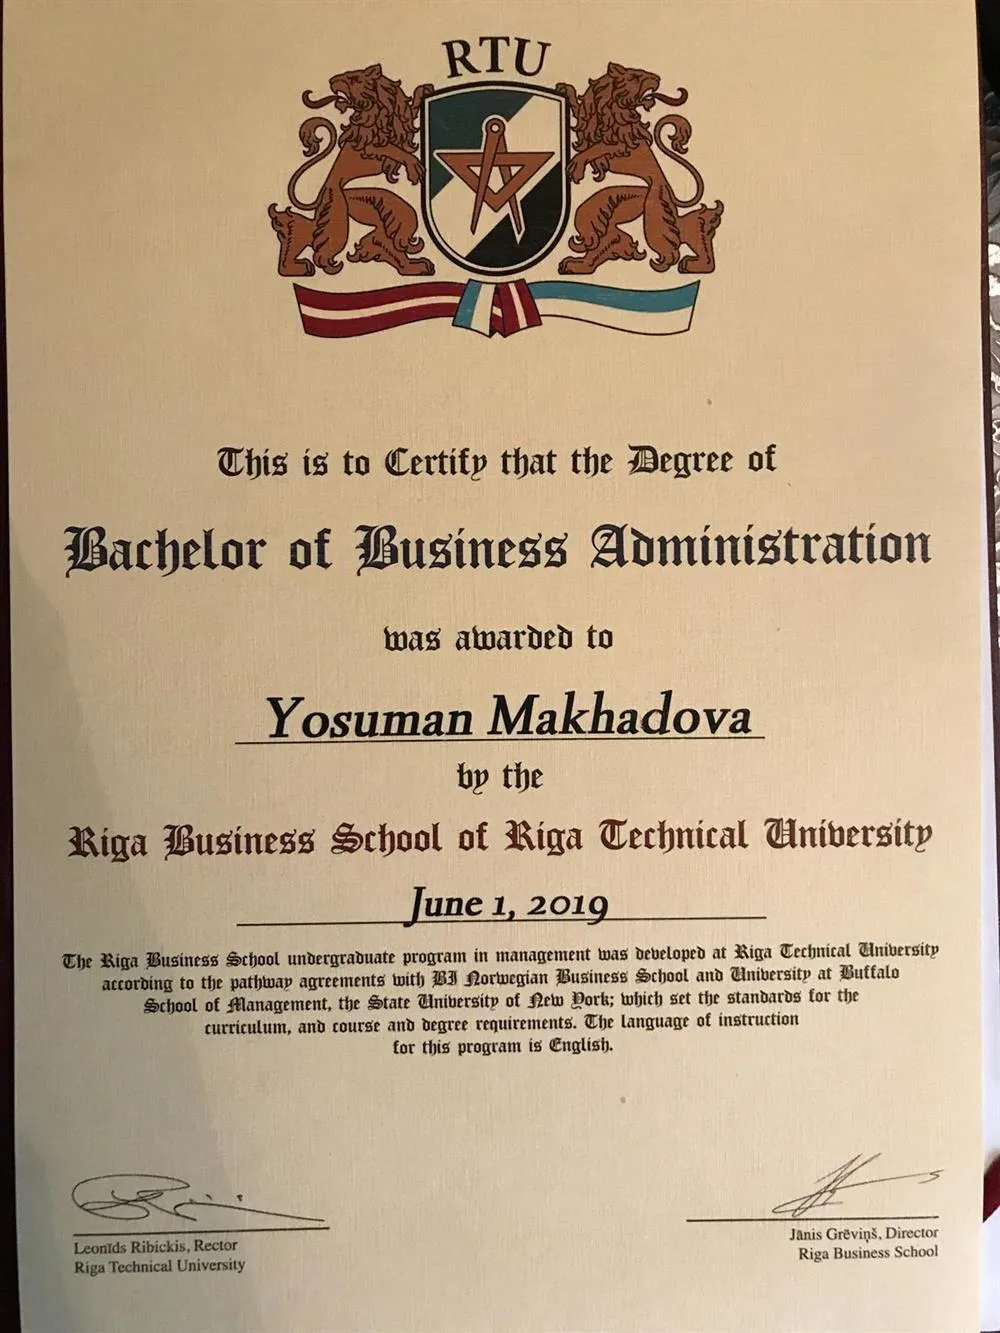 RTU
This is to Certify that the Degree of
Bachelor of Business Administration
was awarded to
Yosuman Makhadova
by the
Riga Business School of Riga Technical University
June 1, 2019
The Riga Business School undergraduate program in management was developed at Riga Technical University
according to the pathway agreements with BI Norwegian Business School and University at Buffalo
School of Management, the State University of New York; which set the standards for the
curriculum, and course and degree requirements. The language of instruction
for this program is English.
Leonīds Ribickis, Rector
Riga Technical University
Jānis Grēviņš, Director
Riga Business School